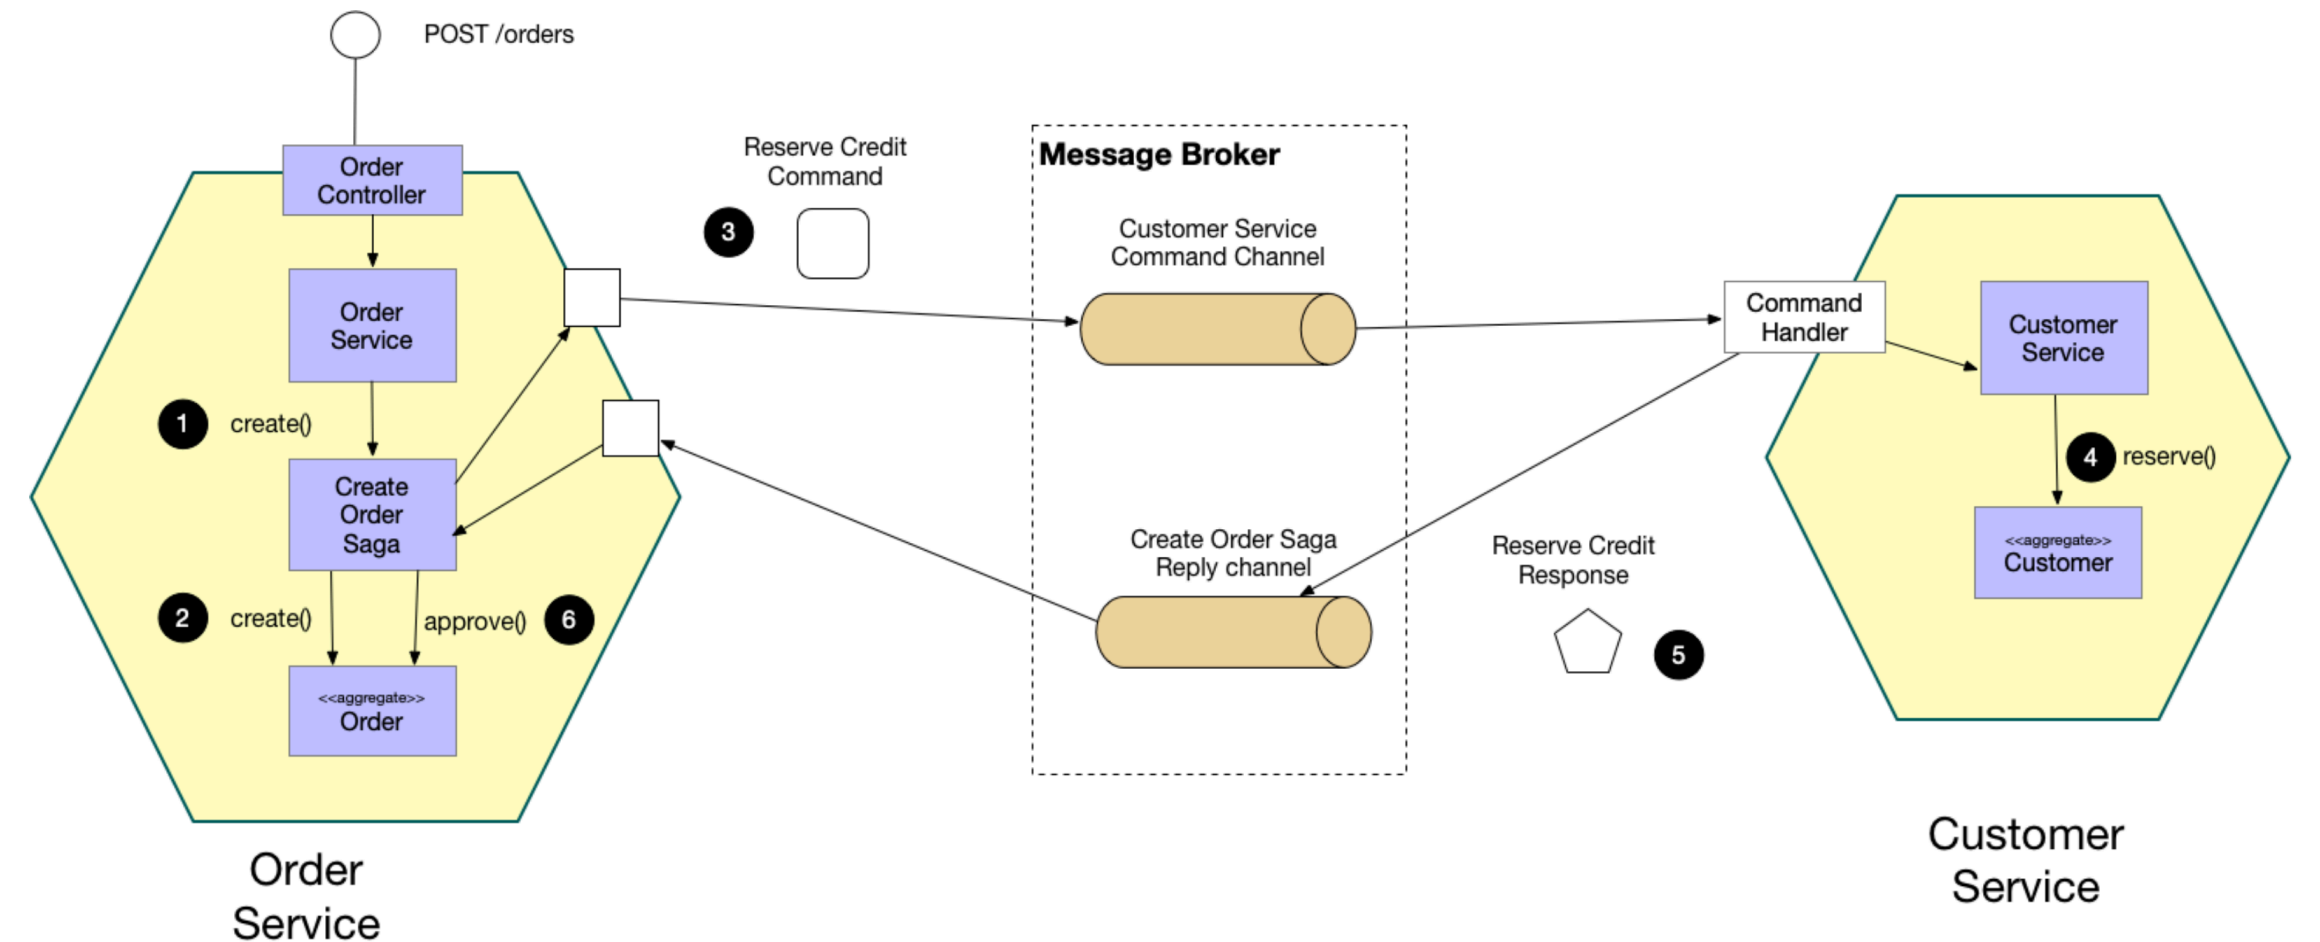 POST /orders
Order
Controller
Order
Service
1
create()
Create
Order
Saga
2
create()
approve()
6
<<aggregate>>
Order
Order
Service
Reserve Credit
Command
3
Message Broker
Customer Service
Command Channel
Create Order Saga
Reply channel
Reserve Credit
Response
5
Command
Handler
Customer
Service
4
reserve()
<<aggregate>>
Customer
Customer
Service